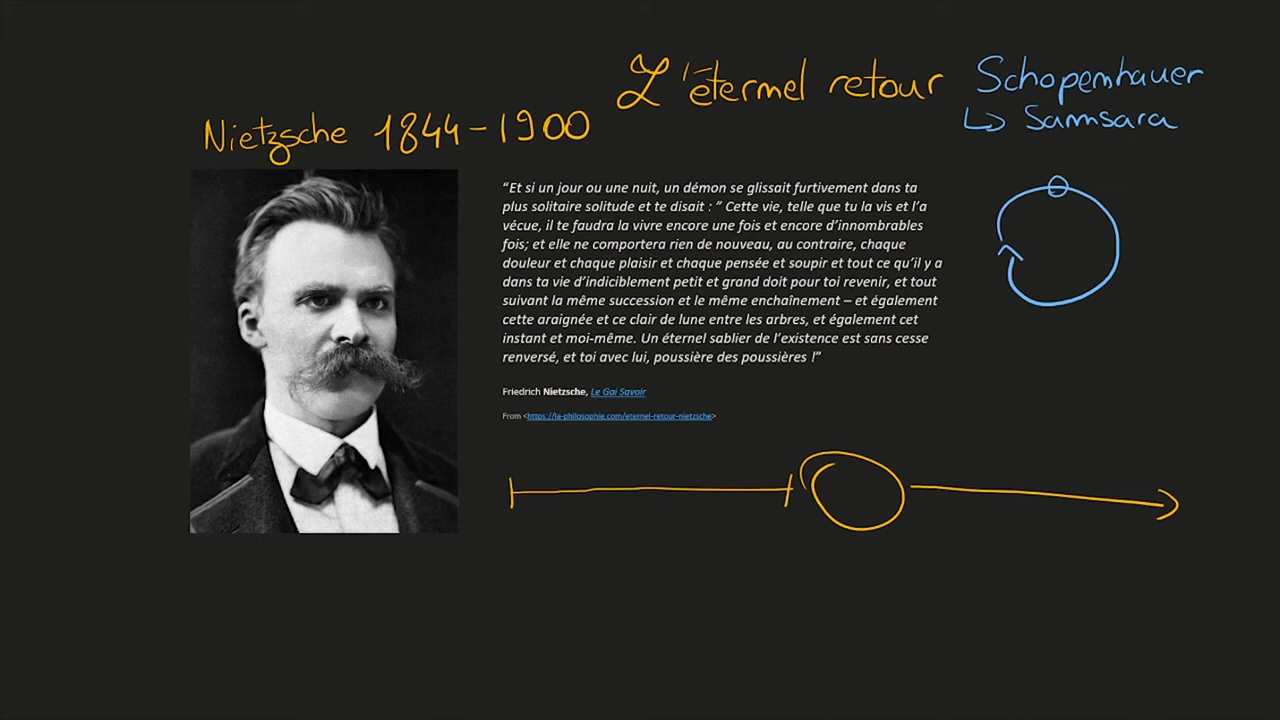 L'éternel retour
Schopenhauer
↳ Samsara
Nietzsche 1844-1900
“Et si un jour ou une nuit, un démon se glissait furtivement dans ta
plus solitaire solitude et te disait : ” Cette vie, telle que tu la vis et l’a
vécue, il te faudra la vivre encore une fois et encore d’innombrables
fois; et elle ne comportera rien de nouveau, au contraire, chaque
douleur et chaque plaisir et chaque pensée et soupir et tout ce qu’il y a
dans ta vie d’indiciblement petit et grand doit pour toi revenir, et tout
suivant la même succession et le même enchaînement – et également
cette araignée et ce clair de lune entre les arbres, et également cet
instant et moi-même. Un éternel sablier de l’existence est sans cesse
renversé, et toi avec lui, poussière des poussières !”
Friedrich Nietzsche, Le Gai Savoir
From <https://la-philosophie.com/eternel-retour-nietzsche>